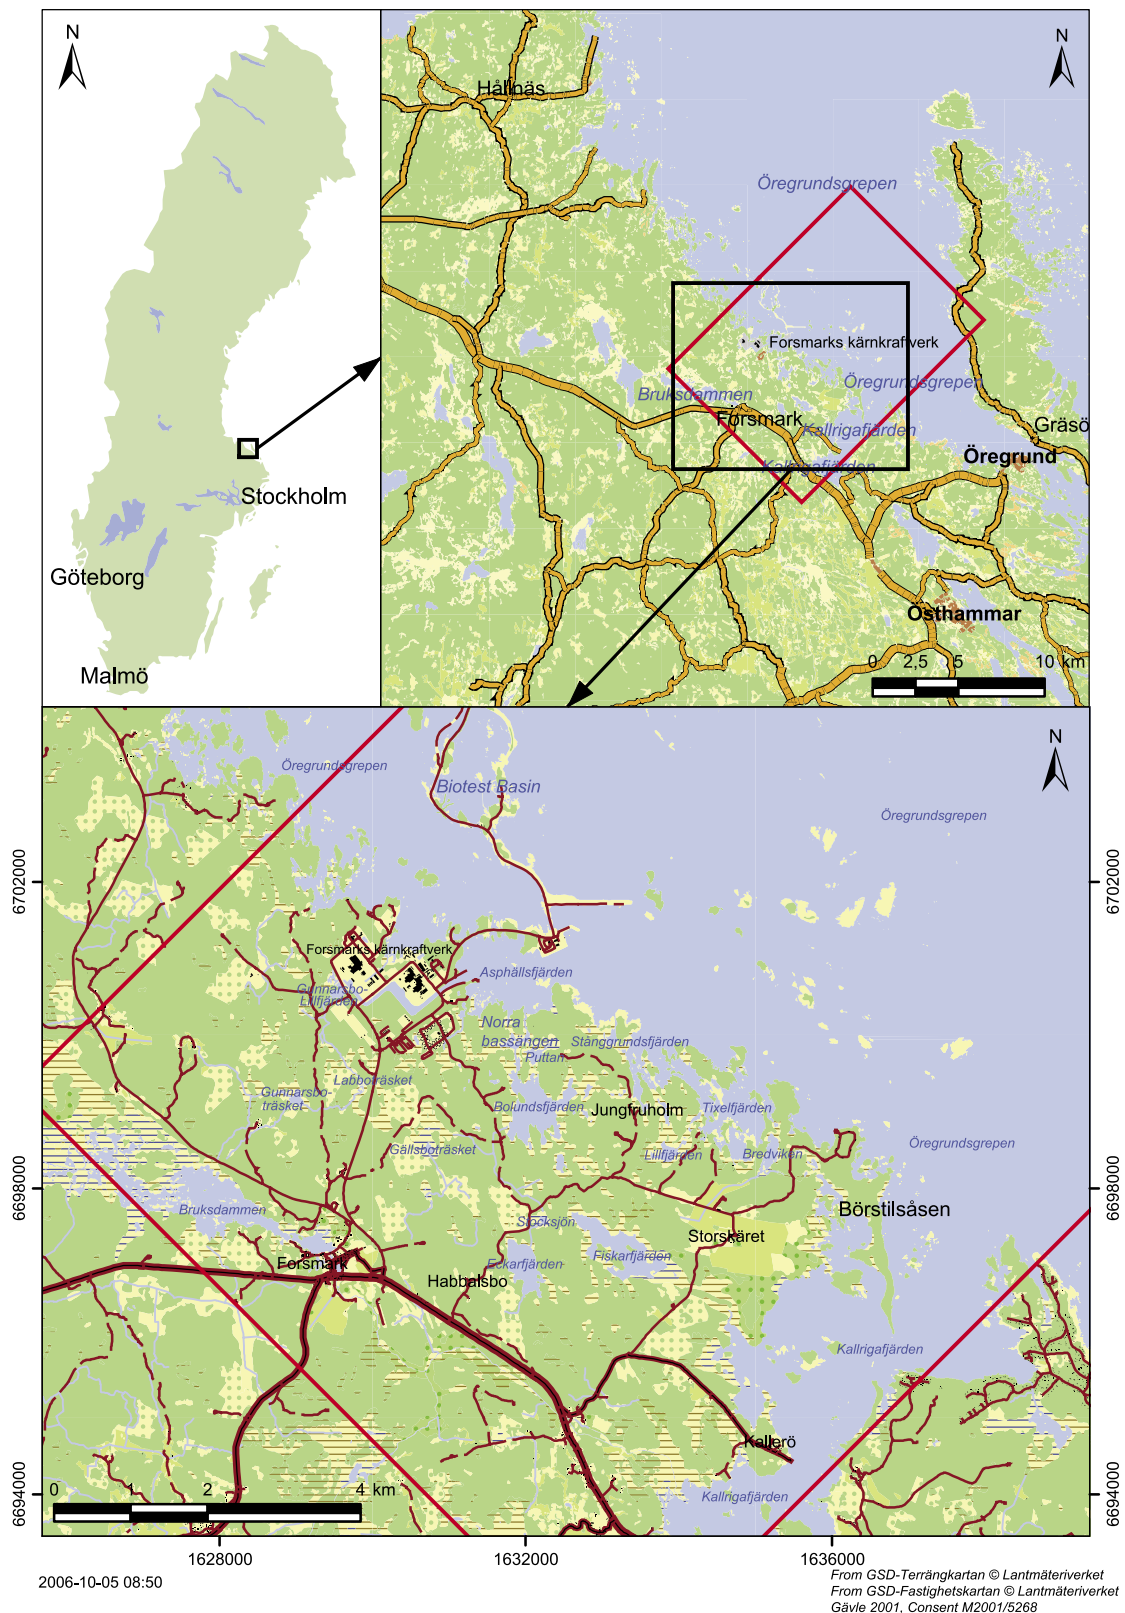 N
Stockholm
Göteborg
Malmö
N
Hållnäs
Öregrundsgrepen
Forsmarks kärnkraftverk
Öregrundsgrepen
Bruksdammen
Forsmark
Kallrigafjärden
Gräsö
Öregrund
Kallrigafjärden
Östhammar
0 2,5 5 10 km
N
Öregrundsgrepen
Biotest Basin
Öregrundsgrepen
6702000
6702000
Forsmarks kärnkraftverk
Asphällsfjärden
Gunnarsbo-
Lillfjärden
Norra
bassängen
Stånggrundsfjärden
Puttan
Labboträsket
Gunnarsbo-
träsket
Bolundsfjärden
Jungfruholm
Tixelfjärden
Gällsboträsket
Lillfjärden
Bredviken
Öregrundsgrepen
6698000
6698000
Bruksdammen
Börstilsåsen
Stocksjön
Storskäret
Forsmark
Eckarfjärden
Fiskarfjärden
Habbalsbo
Kallrigafjärden
Kallerö
Kallrigafjärden
0 2 4 km
6694000
6694000
1628000
1632000
1636000
2006-10-05 08:50
From GSD-Terrängkartan © Lantmäteriverket
From GSD-Fastighetskartan © Lantmäteriverket
Gävle 2001, Consent M2001/5268